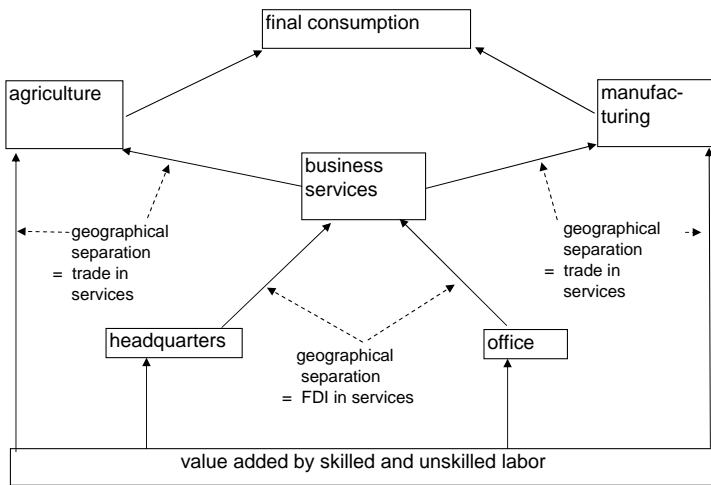 final consumption
agriculture
manufac-
turing
business
services
geographical
separation
= trade in
services
geographical
separation
= trade in
services
headquarters
office
geographical
separation
= FDI in services
value added by skilled and unskilled labor